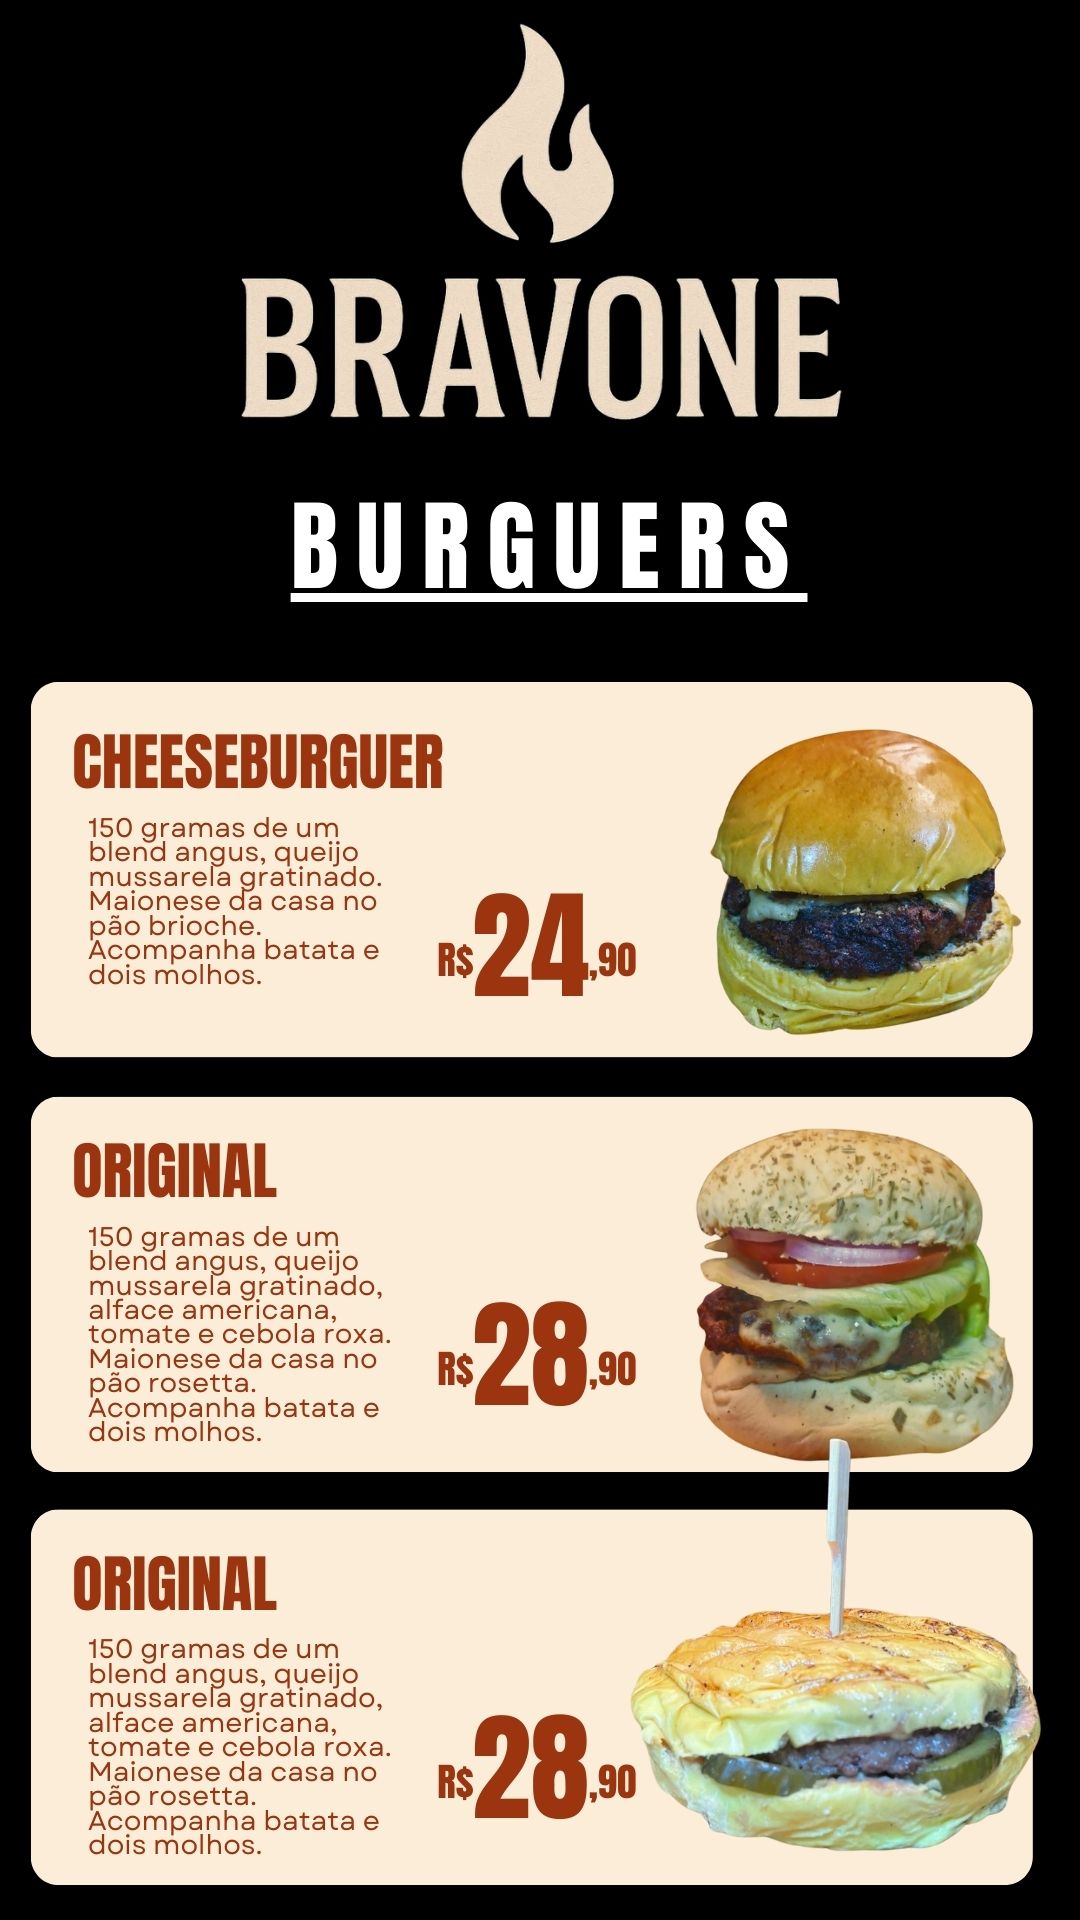 BRAVONE
BURGUERS
CHEESEBURGUER
150 gramas de um
blend angus, queijo
mussarela gratinado.
Maionese da casa no
pão brioche.
Acompanha batata e
dois molhos.
R$24,90
ORIGINAL
150 gramas de um
blend angus, queijo
mussarela gratinado,
alface americana,
tomate e cebola roxa.
Maionese da casa no
pão rosetta.
Acompanha batata e
dois molhos.
R$28,90
ORIGINAL
150 gramas de um
blend angus, queijo
mussarela gratinado,
alface americana,
tomate e cebola roxa.
Maionese da casa no
pão rosetta.
Acompanha batata e
dois molhos.
R$28,90